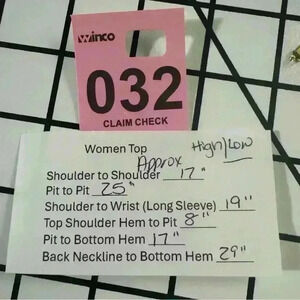 Winco
032
CLAIM CHECK
Women Top High/Low
Approx
Shoulder to Shoulder 17"
Pit to Pit 25"
Shoulder to Wrist (Long Sleeve) 19"
Top Shoulder Hem to Pit 8"
Pit to Bottom Hem 17"
Back Neckline to Bottom Hem 29"